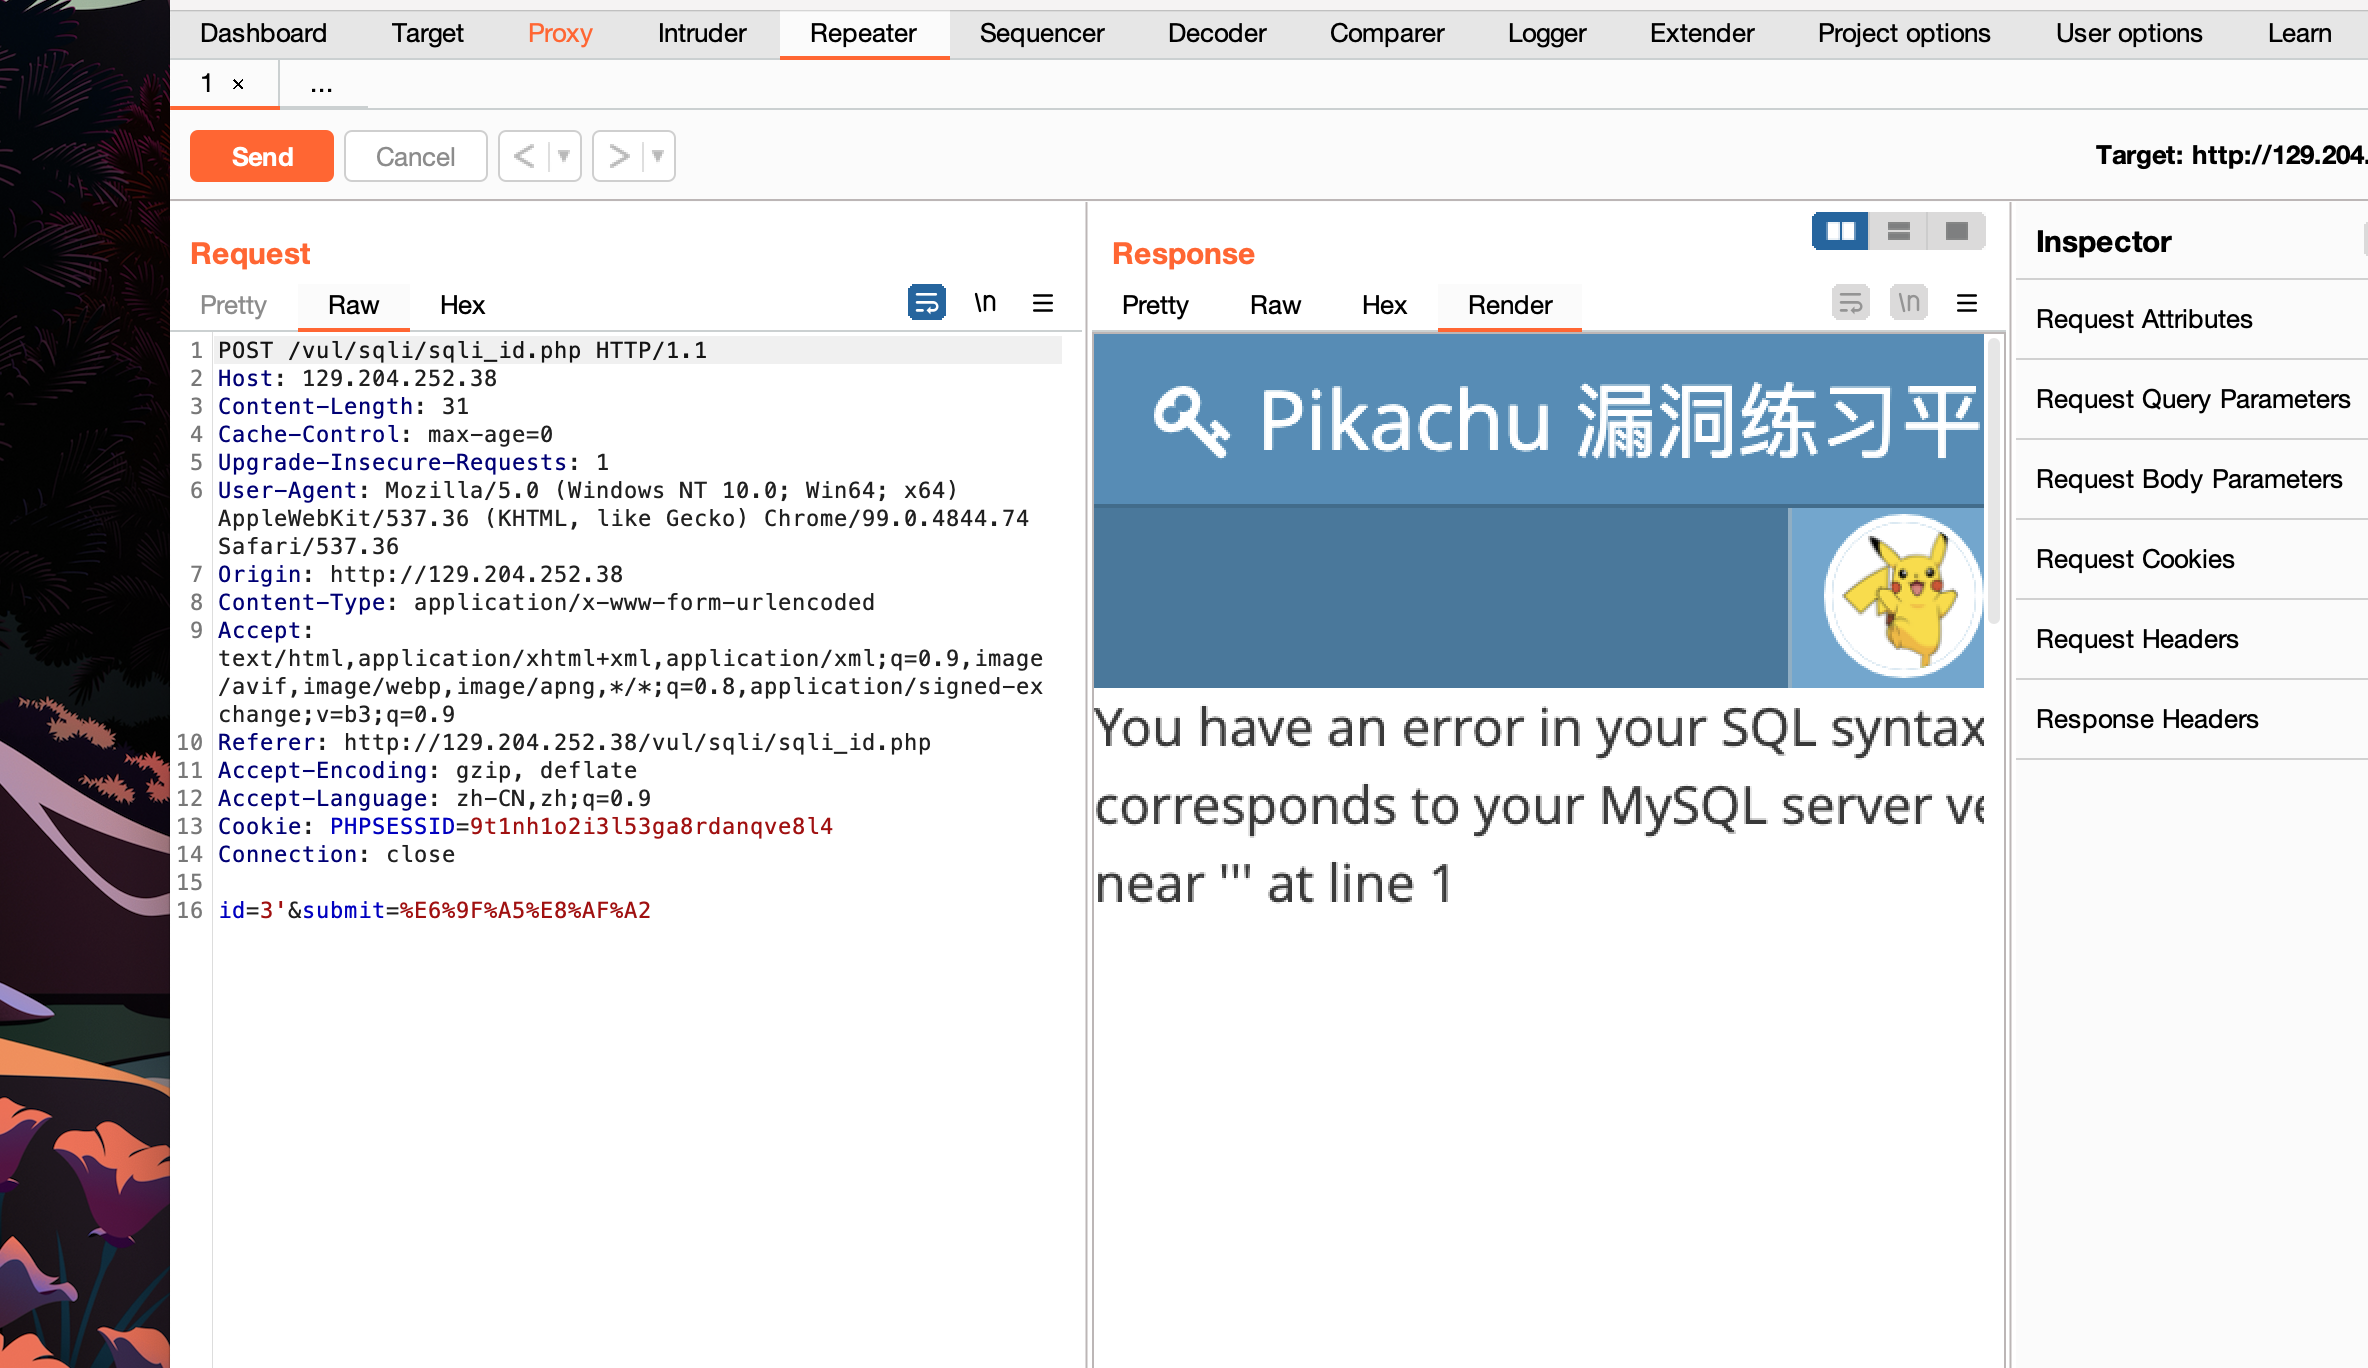 Dashboard Target Proxy Intruder Repeater Sequencer Decoder Comparer Logger Extender Project options User options Learn
1 × ...
Send Cancel < >
Target: http://129.204.
Request
Pretty Raw Hex \n
1 POST /vul/sqli/sqli_id.php HTTP/1.1
2 Host: 129.204.252.38
3 Content-Length: 31
4 Cache-Control: max-age=0
5 Upgrade-Insecure-Requests: 1
6 User-Agent: Mozilla/5.0 (Windows NT 10.0; Win64; x64)
AppleWebKit/537.36 (KHTML, like Gecko) Chrome/99.0.4844.74
Safari/537.36
7 Origin: http://129.204.252.38
8 Content-Type: application/x-www-form-urlencoded
9 Accept:
text/html,application/xhtml+xml,application/xml;q=0.9,image
/avif,image/webp,image/apng,*/*;q=0.8,application/signed-ex
change;v=b3;q=0.9
10 Referer: http://129.204.252.38/vul/sqli/sqli_id.php
11 Accept-Encoding: gzip, deflate
12 Accept-Language: zh-CN,zh;q=0.9
13 Cookie: PHPSESSID=9t1nh1o2i3l53ga8rdanqve8l4
14 Connection: close
15
16 id=3'&submit=%E6%9F%A5%E8%AF%A2
Response
Pretty Raw Hex Render \n
Pikachu 漏洞练习平
You have an error in your SQL syntax
corresponds to your MySQL server ve
near ''' at line 1
Inspector
Request Attributes
Request Query Parameters
Request Body Parameters
Request Cookies
Request Headers
Response Headers